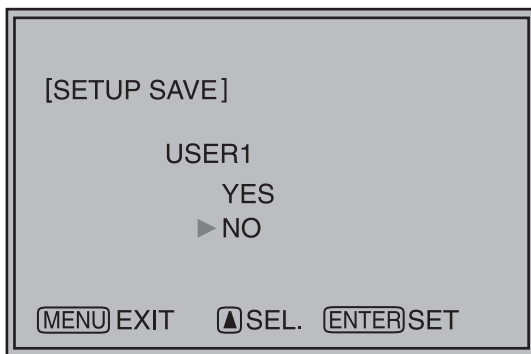 [SETUP SAVE]
USER1
YES
▶NO
MENU EXIT ▲SEL. ENTER SET